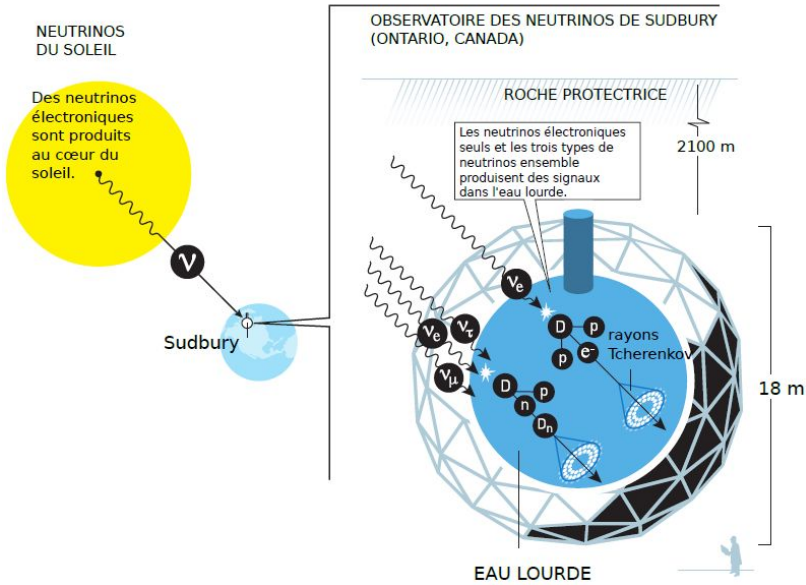 NEUTRINOS
DU SOLEIL
Des neutrinos
électroniques
sont produits
au cœur du
soleil.
ν
Sudbury
OBSERVATOIRE DES NEUTRINOS DE SUDBURY
(ONTARIO, CANADA)
ROCHE PROTECTRICE
2100 m
Les neutrinos électroniques
seuls et les trois types de
neutrinos ensemble
produisent des signaux
dans l'eau lourde.
νe
νe
ντ
νμ
D
p
p
e-
rayons
Tcherenkov
D
p
n
Dn
18 m
EAU LOURDE